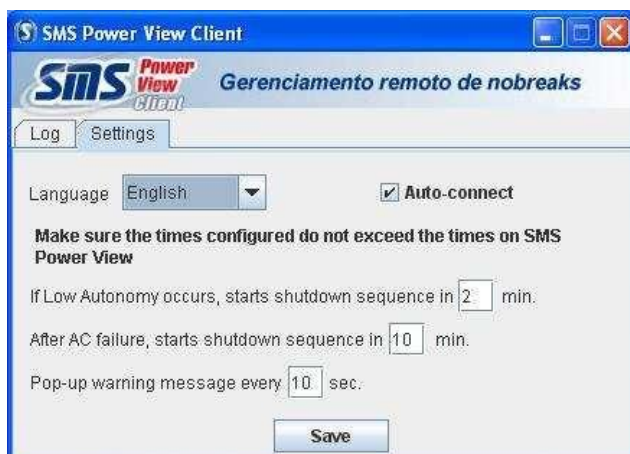 SMS Power View Client
SMS Power View Client
Gerenciamento remoto de nobreaks
Log Settings
Language English Auto-connect
Make sure the times configured do not exceed the times on SMS
Power View
If Low Autonomy occurs, starts shutdown sequence in 2 min.
After AC failure, starts shutdown sequence in 10 min.
Pop-up warning message every 10 sec.
Save